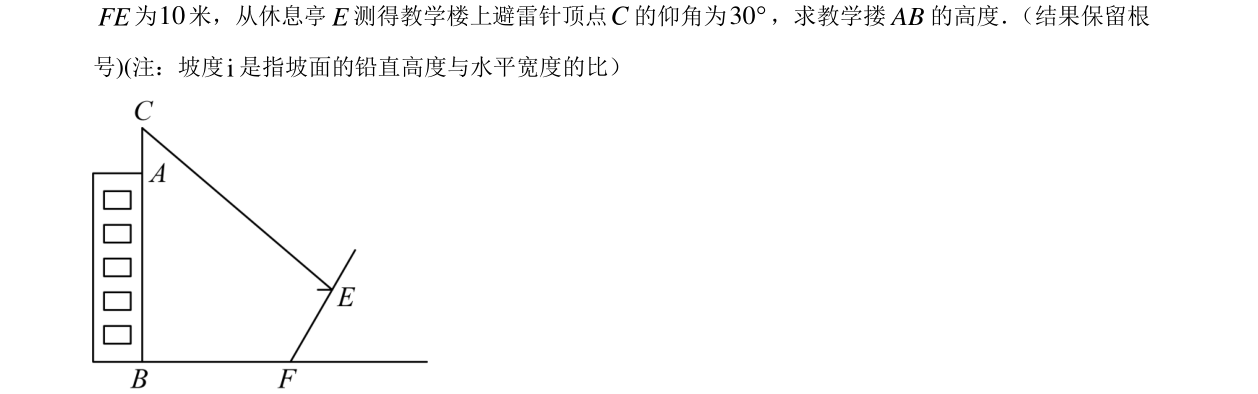 FE为10米，从休息亭E测得教学楼上避雷针顶点C的仰角为30°，求教学搂AB的高度．（结果保留根
号)(注：坡度i是指坡面的铅直高度与水平宽度的比）
C
A
E
B
F